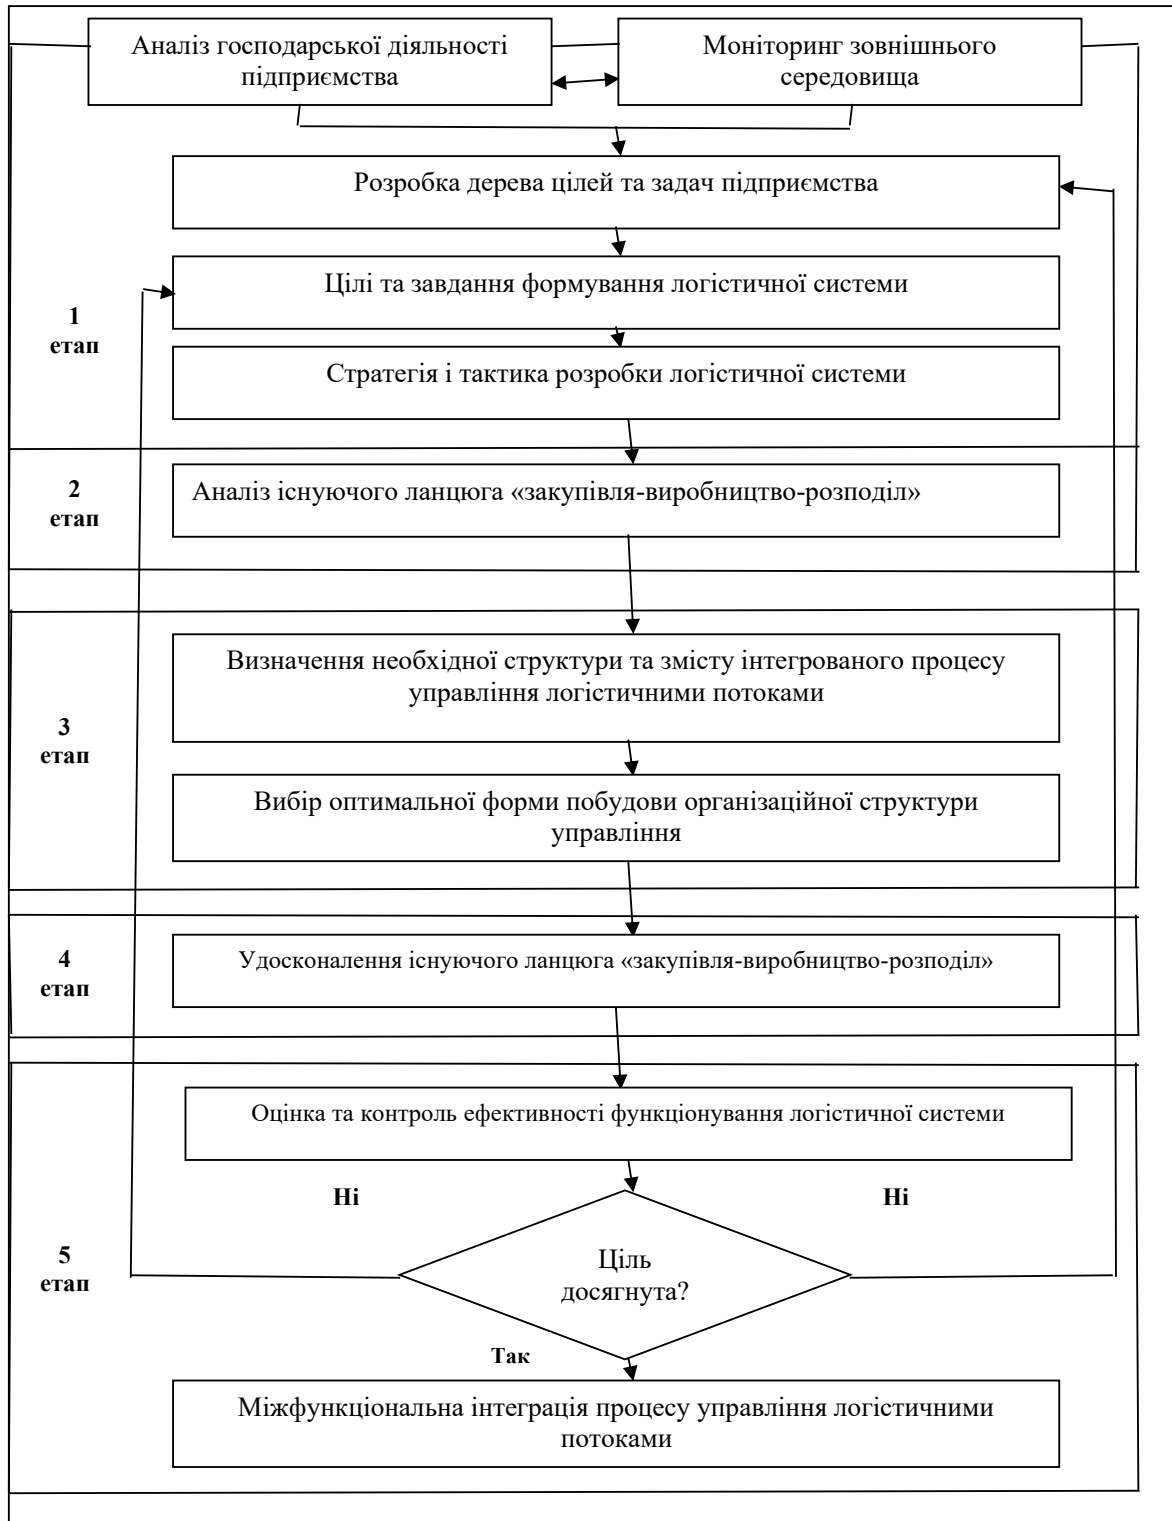 Аналіз господарської діяльності
підприємства
Моніторинг зовнішнього
середовища
Розробка дерева цілей та задач підприємства
Цілі та завдання формування логістичної системи
1
етап
Стратегія і тактика розробки логістичної системи
2
етап
Аналіз існуючого ланцюга «закупівля-виробництво-розподіл»
Визначення необхідної структури та змісту інтегрованого процесу
управління логістичними потоками
3
етап
Вибір оптимальної форми побудови організаційної структури
управління
4
етап
Удосконалення існуючого ланцюга «закупівля-виробництво-розподіл»
Оцінка та контроль ефективності функціонування логістичної системи
Ні
Ні
5
етап
Ціль
досягнута?
Так
Міжфункціональна інтеграція процесу управління логістичними
потоками